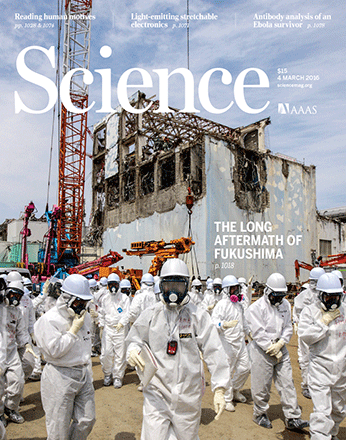 Reading human motives
pp. 1028 & 1074
Light-emitting stretchable
electronics p. 1071
Antibody analysis of an
Ebola survivor p. 1078
Science
$15
4 MARCH 2016
sciencemag.org
AAAS
THE LONG
AFTERMATH OF
FUKUSHIMA
p. 1018